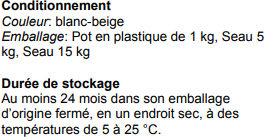 Conditionnement
Couleur: blanc-beige
Emballage: Pot en plastique de 1 kg, Seau 5
kg, Seau 15 kg
Durée de stockage
Au moins 24 mois dans son emballage
d'origine fermé, en un endroit sec, à des
températures de 5 à 25 °C.